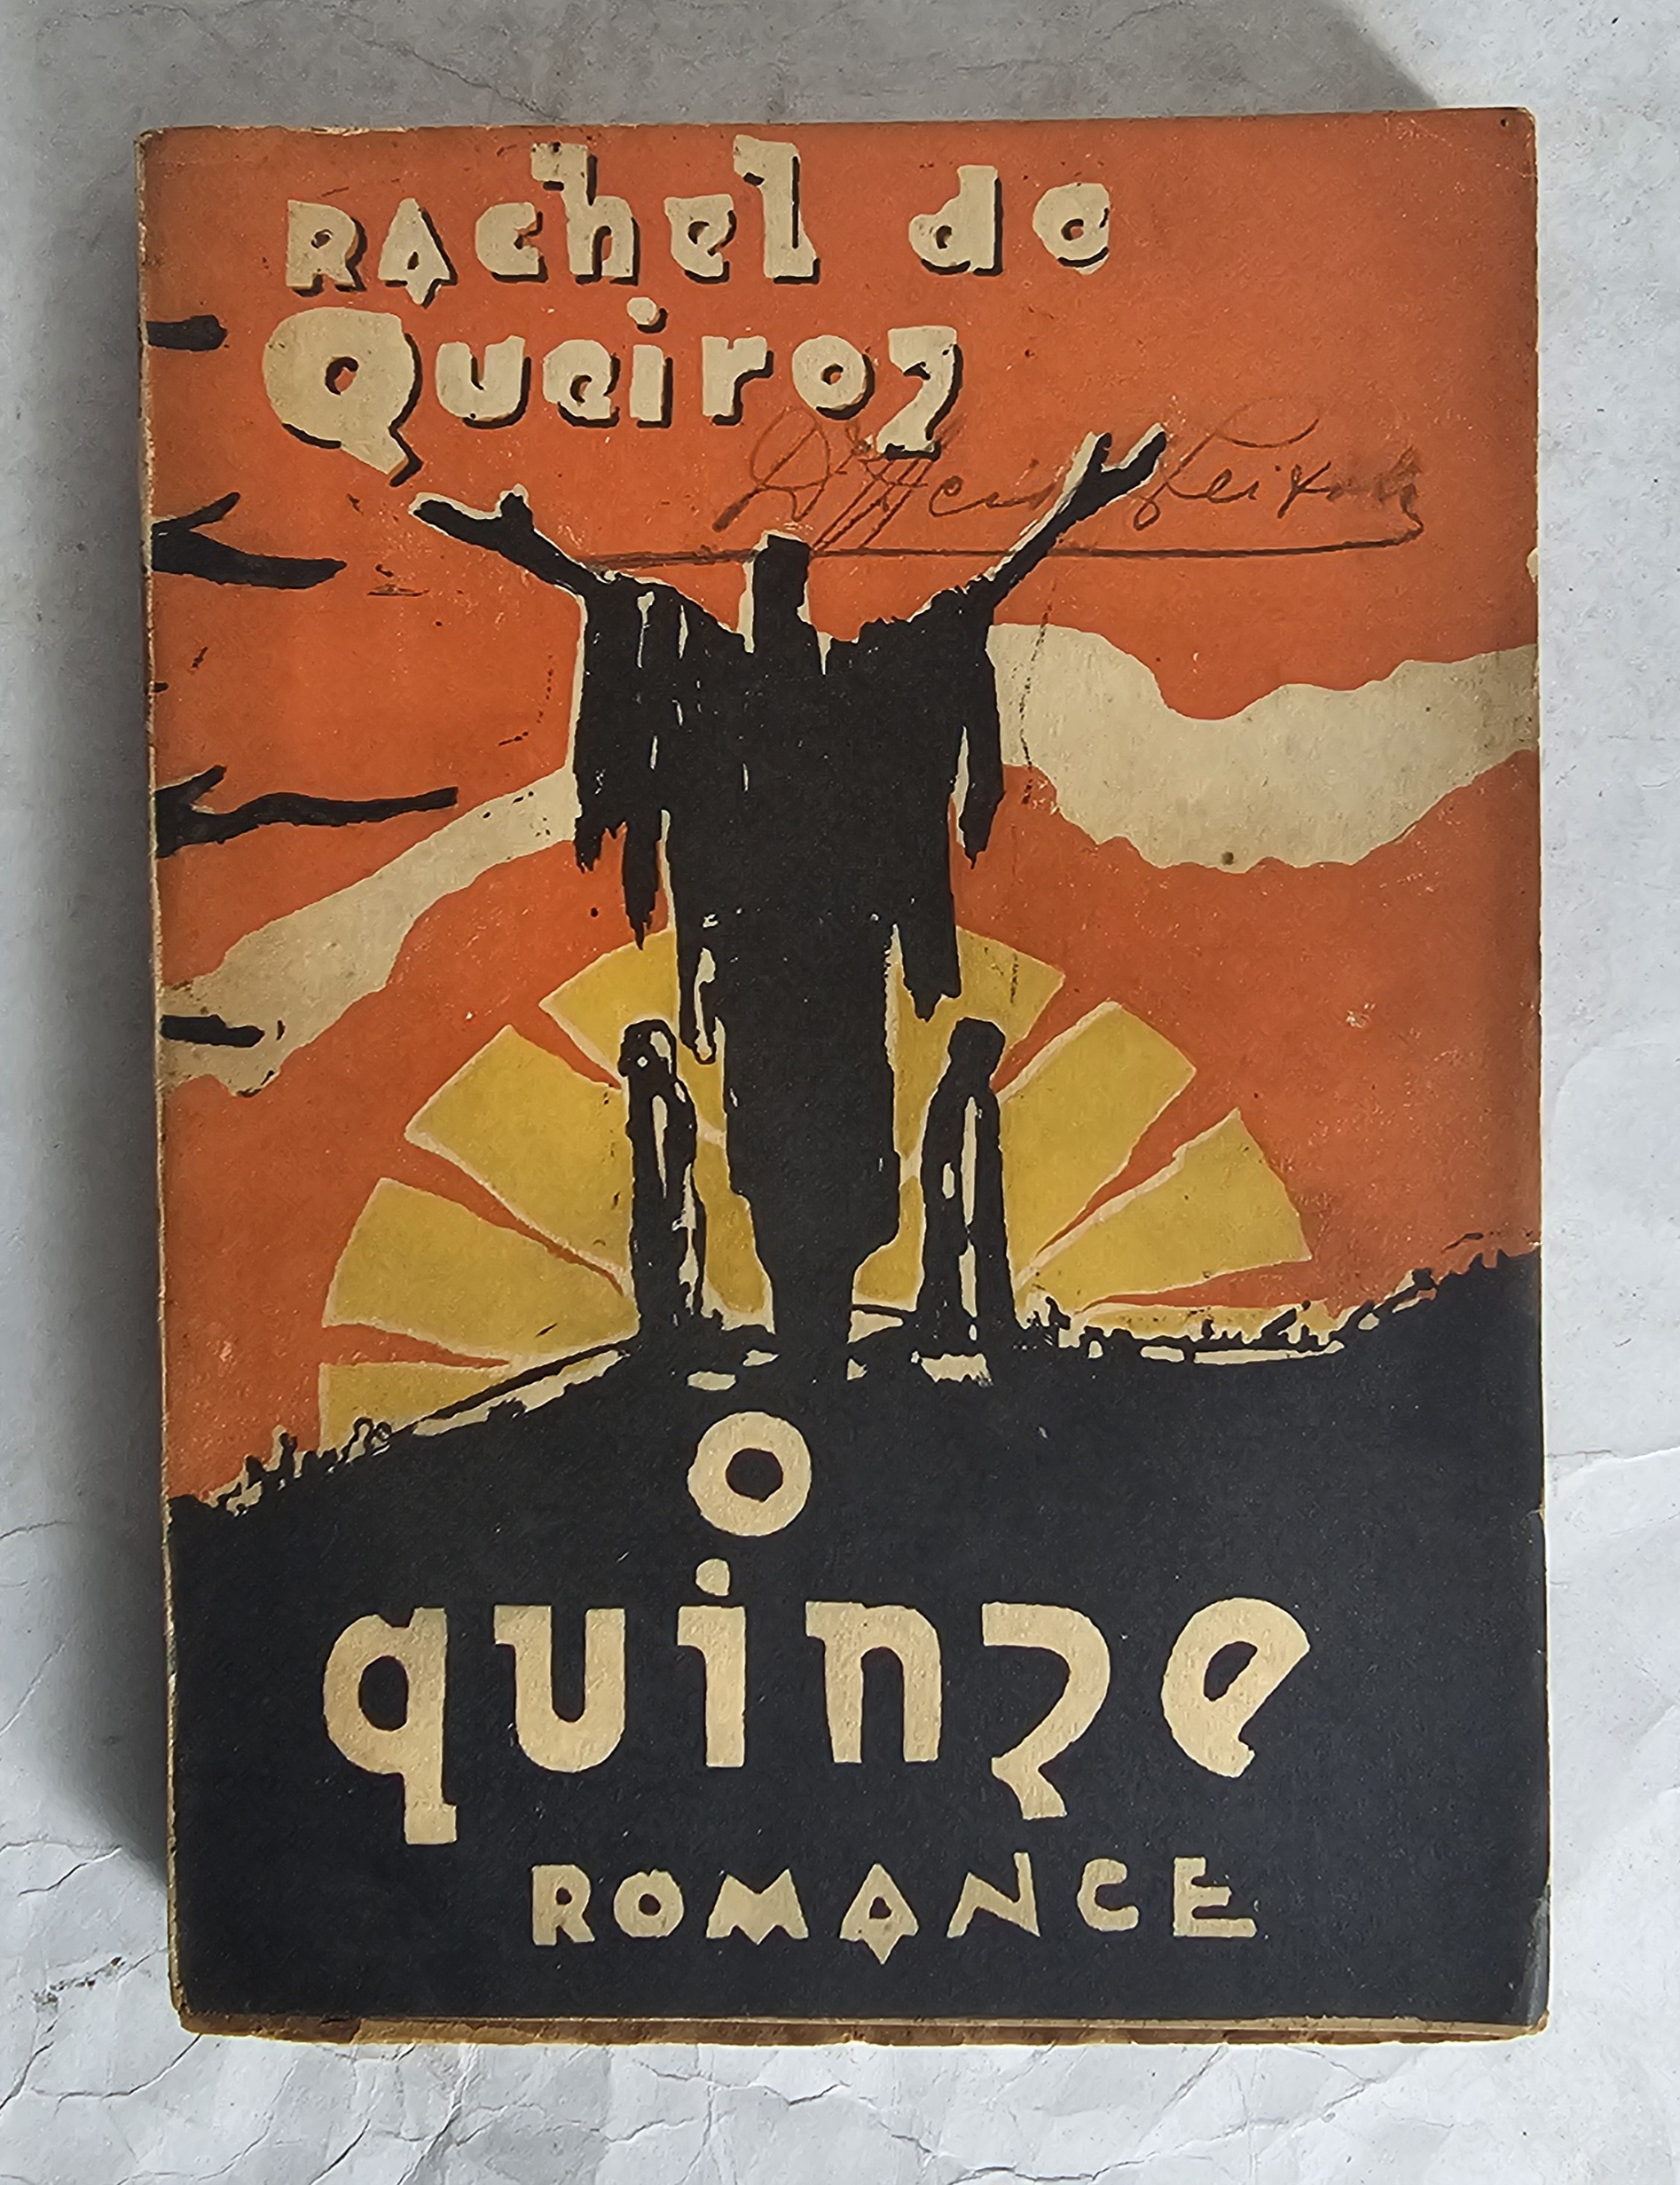 Rachel de
Queiroz
o
quinze
ROMANCE